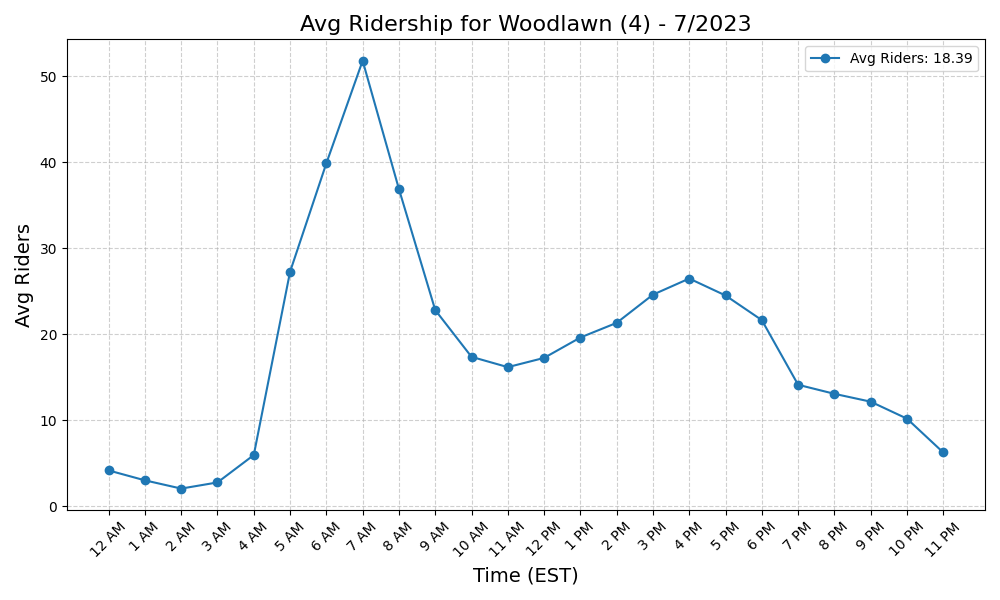 Avg Ridership for Woodlawn (4) - 7/2023
Avg Riders: 18.39
Avg Riders
50
40
30
20
10
0
12 AM
1 AM
2 AM
3 AM
4 AM
5 AM
6 AM
7 AM
8 AM
9 AM
10 AM
11 AM
12 PM
1 PM
2 PM
3 PM
4 PM
5 PM
6 PM
7 PM
8 PM
9 PM
10 PM
11 PM
Time (EST)